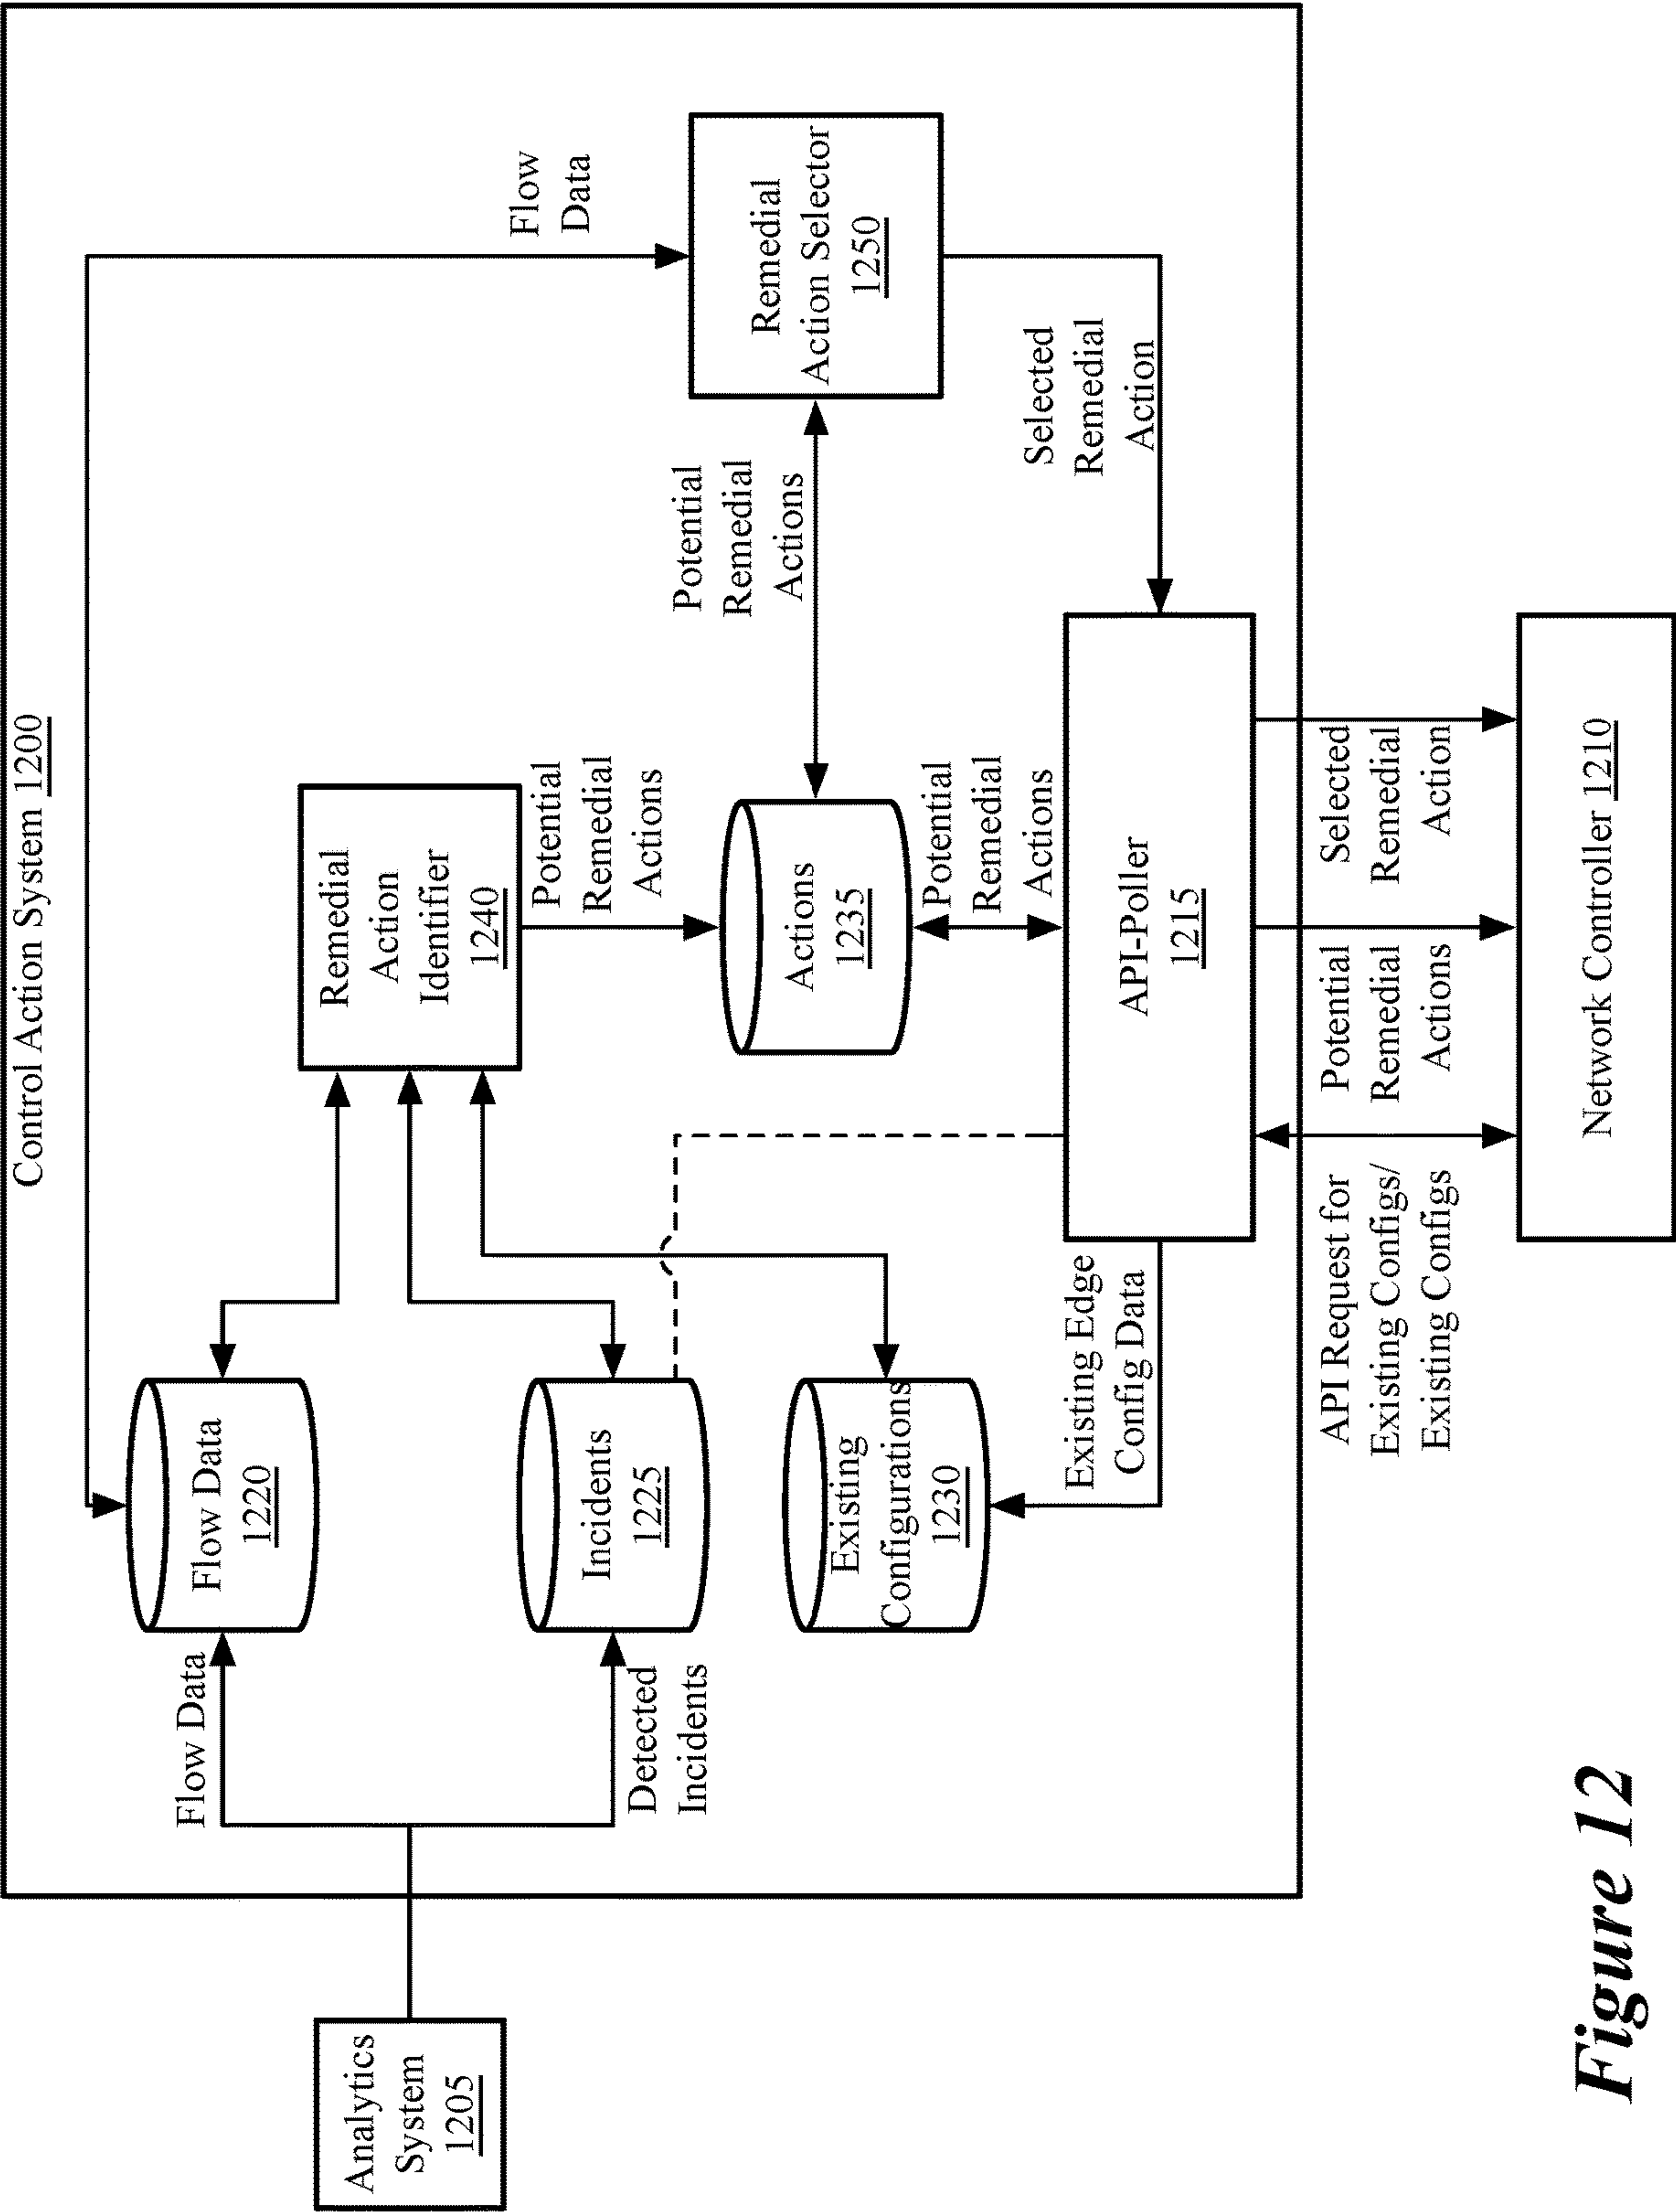 Control Action System 1200
Flow
Data
Remedial
Action
Identifier
1240
Remedial
Action Selector
1250
Flow Data
Flow Data
1220
Potential
Remedial
Actions
Potential
Remedial
Actions
Analytics
System
1205
Detected
Incidents
Incidents
1225
Actions
1235
Existing
Configurations
1230
Potential
Remedial
Actions
Selected
Remedial
Action
Existing Edge
Config Data
API-Poller
1215
API Request for
Existing Configs/
Existing Configs
Potential
Remedial
Actions
Selected
Remedial
Action
Network Controller 1210
Figure 12